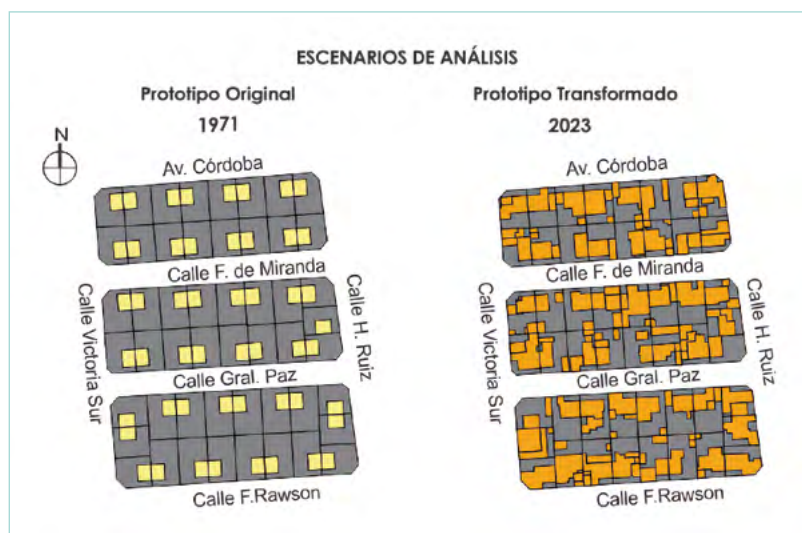 ESCENARIOS DE ANÁLISIS
Prototipo Original
1971
N
Av. Córdoba
Calle F. de Miranda
Calle Victoria Sur
Calle H. Ruiz
Calle Gral. Paz
Calle F.Rawson
Prototipo Transformado
2023
Av. Córdoba
Calle F. de Miranda
Calle Victoria Sur
Calle H. Ruiz
Calle Gral. Paz
Calle F.Rawson